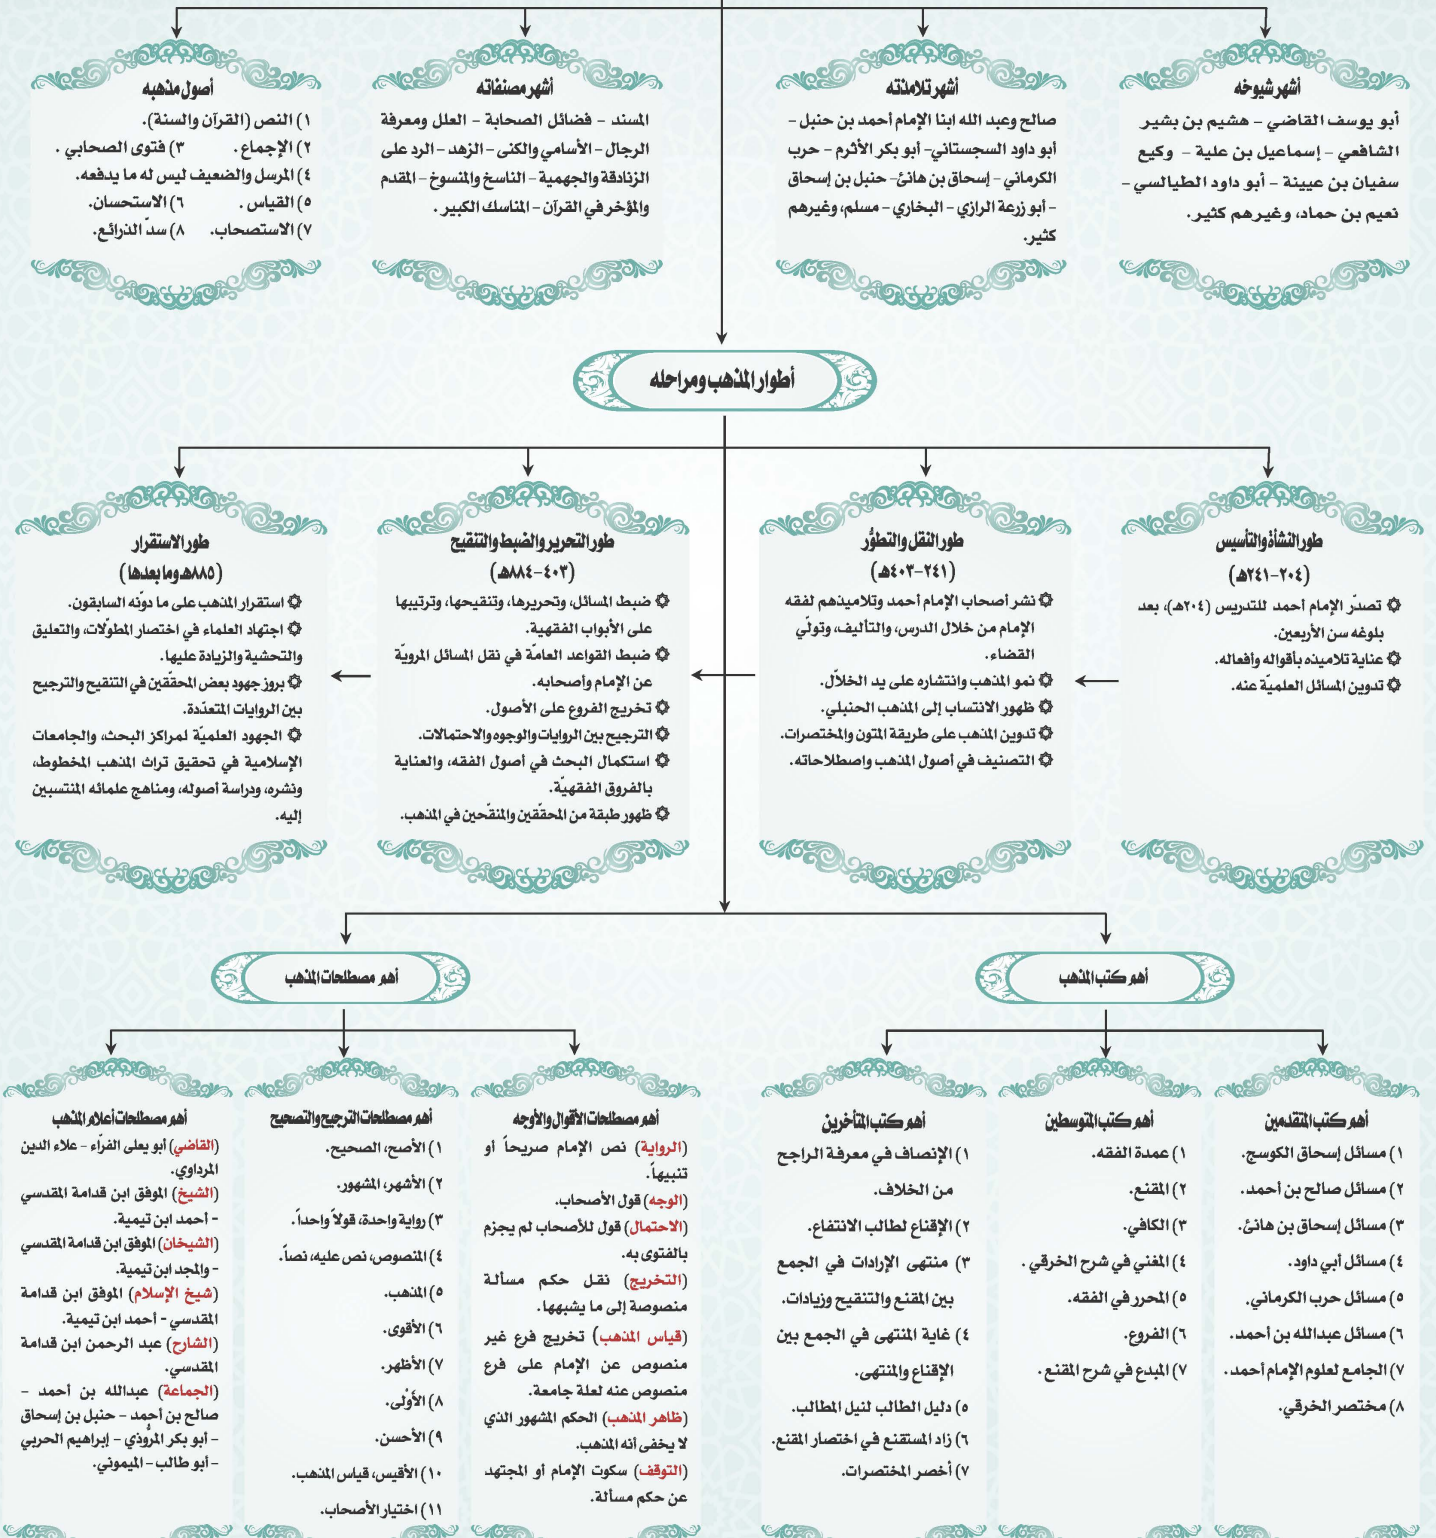 أشهر شيوخه
أبو يوسف القاضي - هشيم بن بشير
الشافعي - إسماعيل بن علية - وكيع
سفيان بن عيينة - أبو داود الطيالسي -
نعيم بن حماد، وغيرهم كثير.
أشهر تلامذته
صالح وعبد الله ابنا الإمام أحمد بن حنبل -
أبو داود السجستاني- أبو بكر الأثرم - حرب
الكرماني - إسحاق بن هانئ- حنبل بن إسحاق
- أبو زرعة الرازي - البخاري - مسلم، وغيرهم
كثير.
أشهر مصنفاته
المسند - فضائل الصحابة - العلل ومعرفة
الرجال - الأسامي والكنى - الزهد - الرد على
الزنادقة والجهمية - الناسخ والمنسوخ - المقدم
والمؤخر في القرآن - المناسك الكبير .
أصول مذهبه
١) النص (القرآن والسنة).
٢) الإجماع . ٣) فتوى الصحابي .
٤) المرسل والضعيف ليس له ما يدفعه.
٥) القياس . ٦) الاستحسان.
٧) الاستصحاب. ٨) سدّ الذرائع.
أطوار المذهب ومراحله
طور النشأة والتأسيس
(٢٠٤-٢٤١هـ)
۞ تصدّر الإمام أحمد للتدريس (٢٠٤هـ)، بعد
بلوغه سن الأربعين.
۞ عناية تلاميذه بأقواله وأفعاله.
۞ تدوين المسائل العلميّة عنه.
طور النقل والتطوُّر
(٢٤١-٤٠٣هـ)
۞ نشر أصحاب الإمام أحمد وتلاميذهم لفقه
الإمام من خلال الدرس، والتأليف، وتولّي
القضاء.
۞ نمو المذهب وانتشاره على يد الخلاّل.
۞ ظهور الانتساب إلى المذهب الحنبلي.
۞ تدوين المذهب على طريقة المتون والمختصرات.
۞ التصنيف في أصول المذهب واصطلاحاته.
طور التحرير والضبط والتنقيح
(٤٠٣-٨٨٤هـ)
۞ ضبط المسائل، وتحريرها، وتنقيحها، وترتيبها
على الأبواب الفقهية.
۞ ضبط القواعد العامّة في نقل المسائل المرويّة
عن الإمام وأصحابه.
۞ تخريج الفروع على الأصول.
۞ الترجيح بين الروايات والوجوه والاحتمالات.
۞ استكمال البحث في أصول الفقه، والعناية
بالفروق الفقهيّة.
۞ ظهور طبقة من المحقّقين والمنقّحين في المذهب.
طور الاستقرار
(٨٨٥هـ وما بعدها)
۞ استقرار المذهب على ما دوّنه السابقون.
۞ اجتهاد العلماء في اختصار المطوّلات، والتعليق
والتحشية والزيادة عليها.
۞ بروز جهود بعض المحقّقين في التنقيح والترجيح
بين الروايات المتعدّدة.
۞ الجهود العلميّة لمراكز البحث، والجامعات
الإسلامية في تحقيق تراث المذهب المخطوط،
ونشره، ودراسة أصوله، ومناهج علمائه المنتسبين
إليه.
أهم كتب المذهب
أهم كتب المتقدمين
١) مسائل إسحاق الكوسج.
٢) مسائل صالح بن أحمد.
٣) مسائل إسحاق بن هانئ.
٤) مسائل أبي داود.
٥) مسائل حرب الكرماني.
٦) مسائل عبدالله بن أحمد.
٧) الجامع لعلوم الإمام أحمد.
٨) مختصر الخرقي.
أهم كتب المتوسطين
١) عمدة الفقه.
٢) المقنع.
٣) الكافي.
٤) المغني في شرح الخرقي .
٥) المحرر في الفقه.
٦) الفروع.
٧) المبدع في شرح المقنع .
أهم كتب المتأخرين
١) الإنصاف في معرفة الراجح
من الخلاف.
٢) الإقناع لطالب الانتفاع.
٣) منتهى الإرادات في الجمع
بين المقنع والتنقيح وزيادات.
٤) غاية المنتهى في الجمع بين
الإقناع والمنتهى.
٥) دليل الطالب لنيل المطالب.
٦) زاد المستقنع في اختصار المقنع.
٧) أخصر المختصرات.
أهم مصطلحات المذهب
أهم مصطلحات الأقوال والأوجه
(الرواية) نص الإمام صريحاً أو
تنبيهاً.
(الوجه) قول الأصحاب.
(الاحتمال) قول للأصحاب لم يجزم
بالفتوى به.
(التخريج) نقل حكم مسألة
منصوصة إلى ما يشبهها.
(قياس المذهب) تخريج فرع غير
منصوص عن الإمام على فرع
منصوص عنه لعلة جامعة.
(ظاهر المذهب) الحكم المشهور الذي
لا يخفى أنه المذهب.
(التوقف) سكوت الإمام أو المجتهد
عن حكم مسألة.
أهم مصطلحات الترجيح والتصحيح
١) الأصح، الصحيح.
٢) الأشهر، المشهور.
٣) رواية واحدة، قولاً واحداً.
٤) المنصوص، نص عليه، نصاً.
٥) المذهب.
٦) الأقوى.
٧) الأظهر.
٨) الأوْلى.
٩) الأحسن.
١٠) الأقيس، قياس المذهب.
١١) اختيار الأصحاب.
أهم مصطلحات أعلام المذهب
(القاضي) أبو يعلى الفرّاء - علاء الدين
المرداوي.
(الشيخ) الموفق ابن قدامة المقدسي
- أحمد ابن تيمية.
(الشيخان) الموفق ابن قدامة المقدسي
- والمجد ابن تيمية.
(شيخ الإسلام) الموفق ابن قدامة
المقدسي - أحمد ابن تيمية.
(الشارح) عبد الرحمن ابن قدامة
المقدسي.
(الجماعة) عبدالله بن أحمد -
صالح بن أحمد - حنبل بن إسحاق
- أبو بكر المرُّوذي - إبراهيم الحربي
- أبو طالب - الميموني.